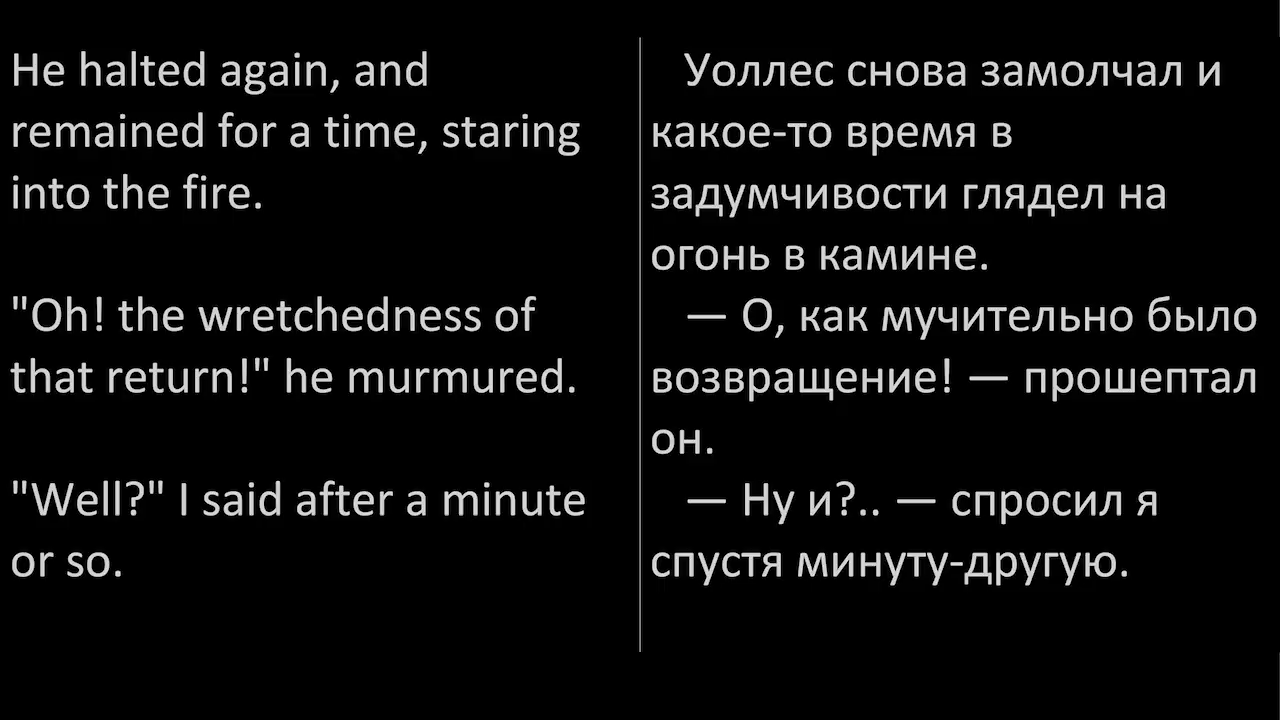 He halted again, and
remained for a time, staring
into the fire.
"Oh! the wretchedness of
that return!" he murmured.
"Well?" I said after a minute
or so.
Уоллес снова замолчал и
какое-то время в
задумчивости глядел на
огонь в камине.
— О, как мучительно было
возвращение! — прошептал
он.
— Ну и?.. — спросил я
спустя минуту-другую.